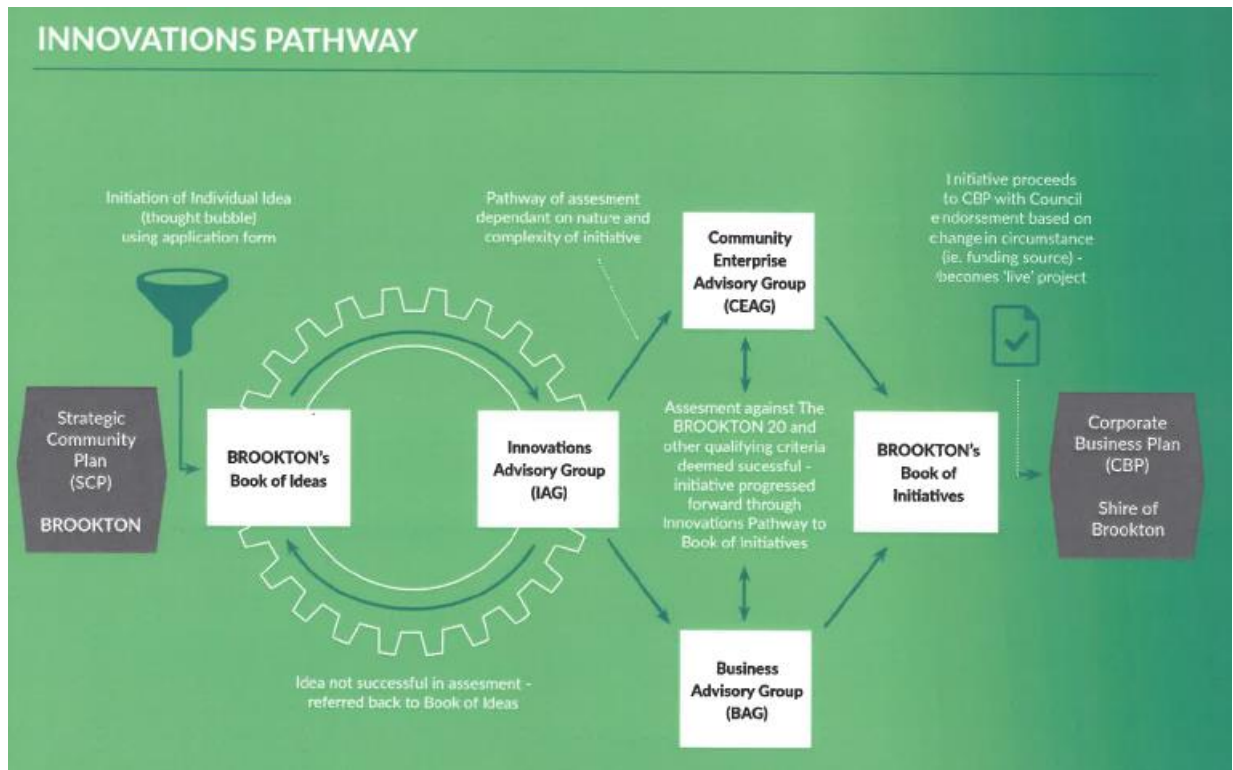 INNOVATIONS PATHWAY
Initiation of Individual Idea
(thought bubble)
using application form
Strategic
Community
Plan
(SCP)
BROOKTON
BROOKTON's
Book of Ideas
Idea not successful in assesment -
referred back to Book of Ideas
Innovations
Advisory Group
(IAG)
Pathway of assesment
dependant on nature and
complexity of initiative
Community
Enterprise
Advisory Group
(CEAG)
Assesment against The
BROOKTON 20 and
other qualifying criteria
deemed sucessful -
initiative progressed
forward through
Innovations Pathway to
Book of Initiatives
Business
Advisory Group
(BAG)
BROOKTON's
Book of
Initiatives
Initiative proceeds
to CBP with Council
endorsement based on
change in circumstance
(ie. funding source) -
becomes 'live' project
Corporate
Business Plan
(CBP)
Shire of
Brookton